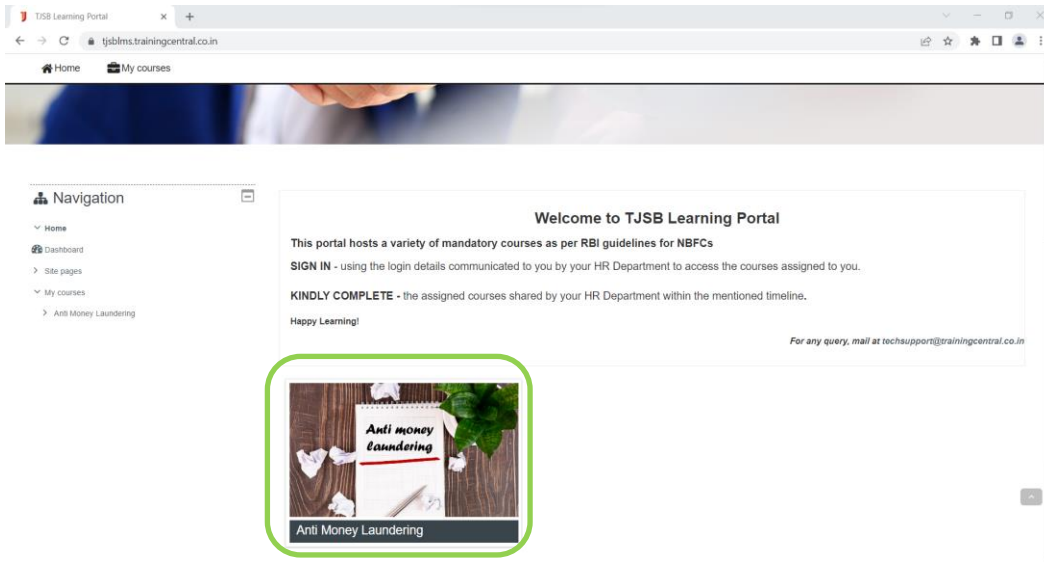 TJSB Learning Portal
tjsblms.trainingcentral.co.in
Home My courses
Navigation
Home
Dashboard
Site pages
My courses
Anti Money Laundering
Welcome to TJSB Learning Portal
This portal hosts a variety of mandatory courses as per RBI guidelines for NBFCs
SIGN IN - using the login details communicated to you by your HR Department to access the courses assigned to you.
KINDLY COMPLETE - the assigned courses shared by your HR Department within the mentioned timeline.
Happy Learning!
For any query, mail at techsupport@trainingcentral.co.in
Anti money
laundering
Anti Money Laundering